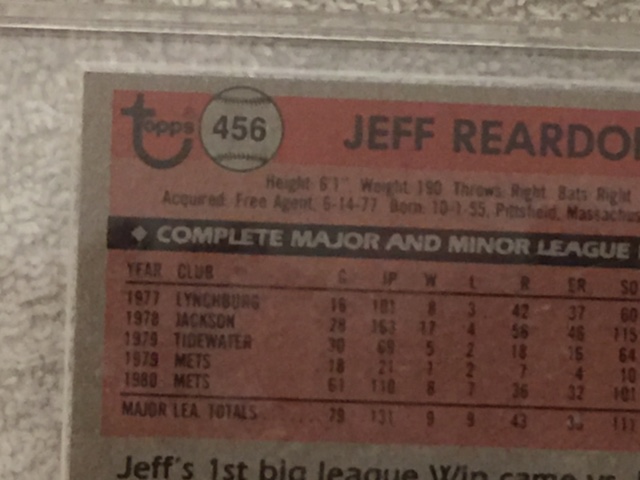 Topps 456 JEFF REARDO
Height: 6'1" Weight: 190 Throws: Right Bats: Right
Acquired: Free Agent, 6-14-77 Born: 10-1-55, Pittsfield, Massachu
◆ COMPLETE MAJOR AND MINOR LEAGUE
YEAR CLUB G IP W L R ER SO
1977 LYNCHBURG 16 101 8 3 42 37 60
1978 JACKSON 28 163 17 4 56 46 115
1979 TIDEWATER 30 69 5 2 18 16 64
1979 METS 18 21 1 2 7 4 10
1980 METS 61 110 8 7 36 32 101
MAJOR LEA. TOTALS 79 131 9 9 43 111
Jeff's 1st big league Win came vs.